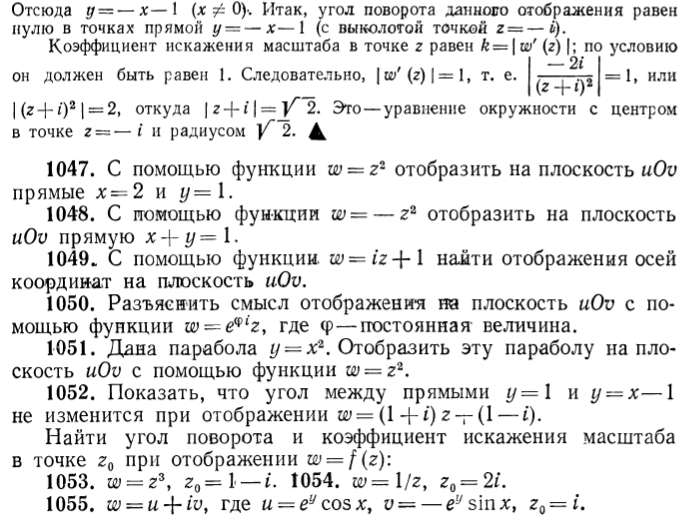 Отсюда y = — x — 1 (x ≠ 0). Итак, угол поворота данного отображения равен
нулю в точках прямой y = — x — 1 (с выколотой точкой z = — i).
Коэффициент искажения масштаба в точке z равен k = | w′ (z) |; по условию
он должен быть равен 1. Следовательно, | w′ (z) | = 1, т. е. | — 2i / (z + i)² | = 1, или
| (z + i)² | = 2, откуда | z + i | = √2. Это — уравнение окружности с центром
в точке z = — i и радиусом √2. ▲
1047. С помощью функции w = z² отобразить на плоскость uOv
прямые x = 2 и y = 1.
1048. С помощью функции w = — z² отобразить на плоскость
uOv прямую x + y = 1.
1049. С помощью функции w = iz + 1 найти отображения осей
координат на плоскость uOv.
1050. Разъяснить смысл отображения на плоскость uOv с по-
мощью функции w = e^{φi}z, где φ — постоянная величина.
1051. Дана парабола y = x². Отобразить эту параболу на пло-
скость uOv с помощью функции w = z².
1052. Показать, что угол между прямыми y = 1 и y = x — 1
не изменится при отображении w = (1 + i) z + (1 — i).
Найти угол поворота и коэффициент искажения масштаба
в точке z₀ при отображении w = f (z):
1053. w = z³, z₀ = 1 — i. 1054. w = 1/z, z₀ = 2i.
1055. w = u + iv, где u = e^y cos x, v = — e^y sin x, z₀ = i.